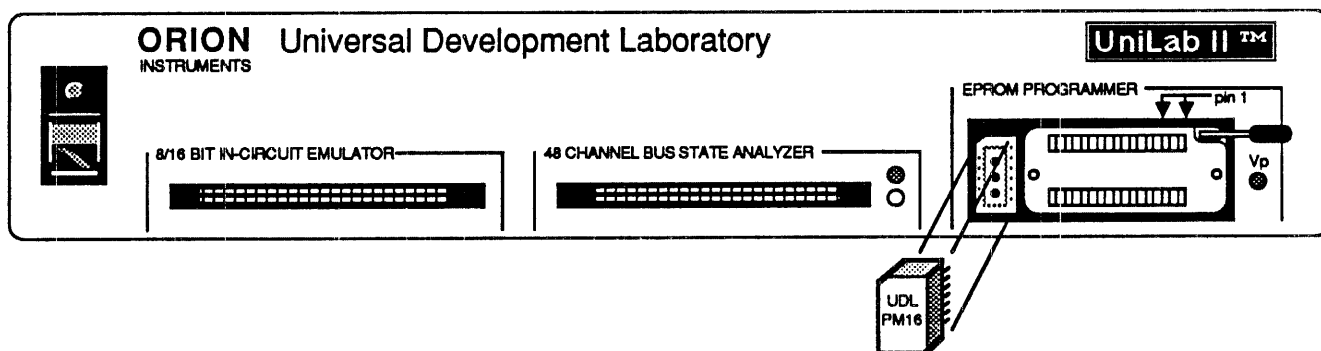 ORION Universal Development Laboratory
INSTRUMENTS
UniLab II ™
EPROM PROGRAMMER
pin 1
8/16 BIT IN-CIRCUIT EMULATOR
48 CHANNEL BUS STATE ANALYZER
Vp
UDL
PM16